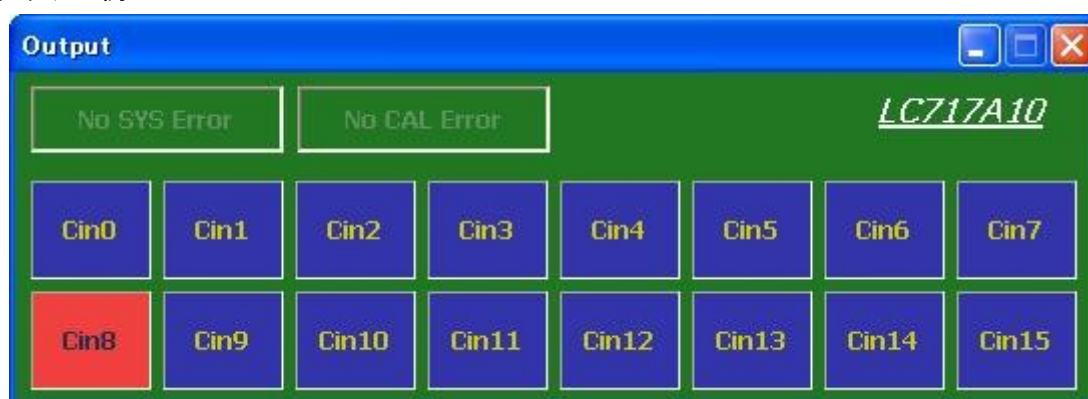 Output
No SYS Error No CAL Error LC717A10
Cin0 Cin1 Cin2 Cin3 Cin4 Cin5 Cin6 Cin7
Cin8 Cin9 Cin10 Cin11 Cin12 Cin13 Cin14 Cin15